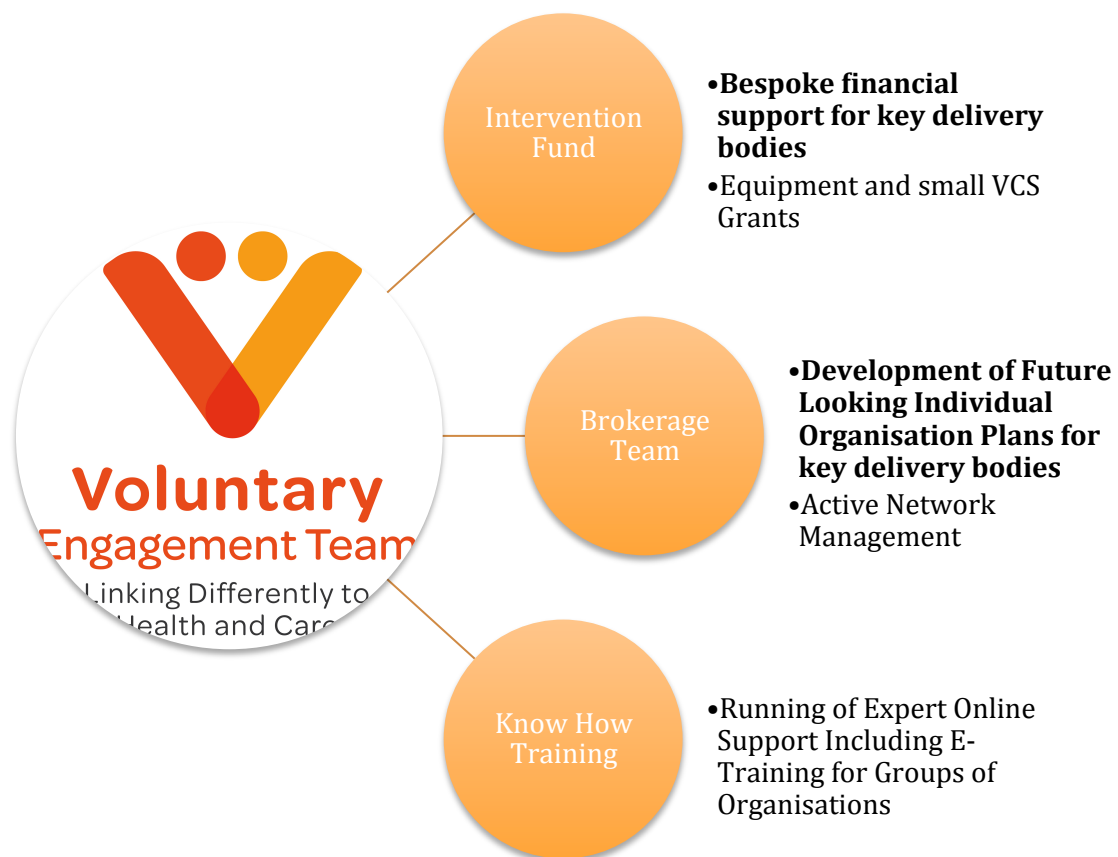 Intervention
Fund
•Bespoke financial
support for key delivery
bodies
•Equipment and small VCS
Grants
Voluntary
Engagement Team
Linking Differently to
Health and Care
Brokerage
Team
•Development of Future
Looking Individual
Organisation Plans for
key delivery bodies
•Active Network
Management
Know How
Training
•Running of Expert Online
Support Including E-
Training for Groups of
Organisations